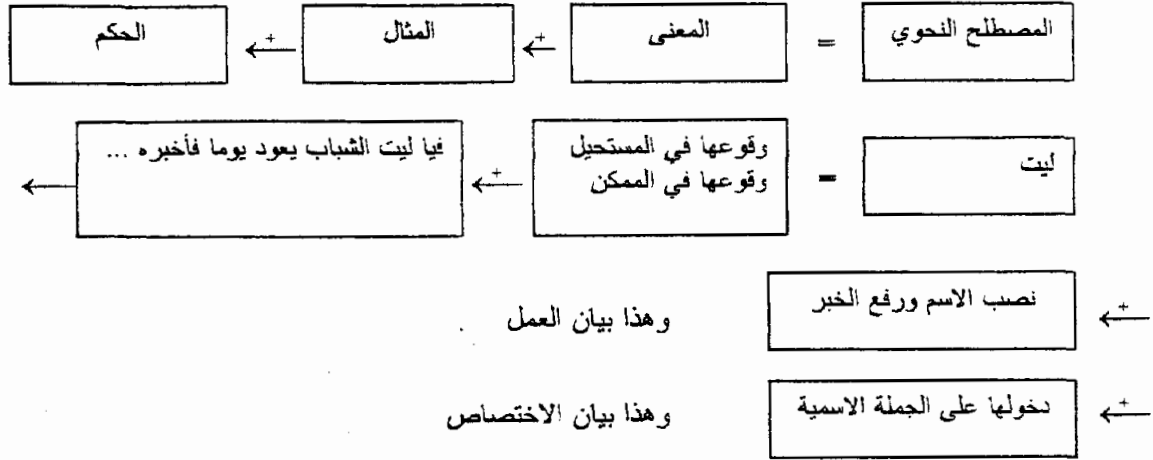 المصطلح النحوي = المعنى + المثال + الحكم
ليت = وقوعها في المستحيل + فيا ليت الشباب يعود يوما فأخبره ...
وقوعها في الممكن
+ نصب الاسم ورفع الخبر وهذا بيان العمل
+ دخولها على الجملة الاسمية وهذا بيان الاختصاص